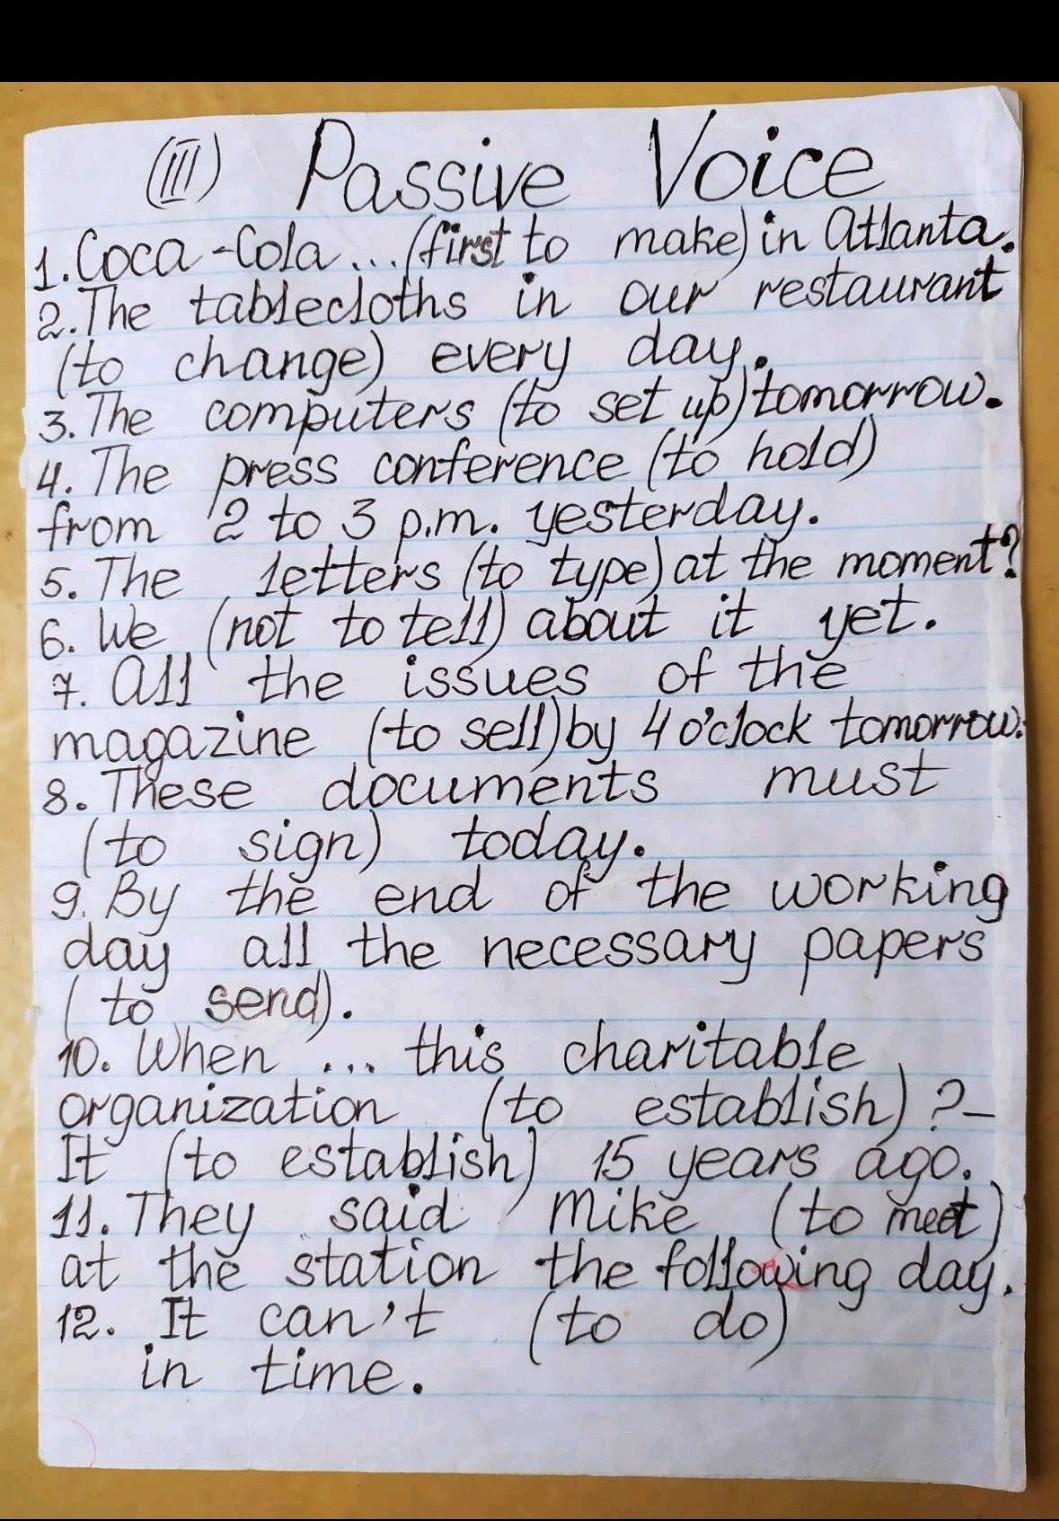 (III) Passive Voice
1. Coca-Cola ... (first to make) in Atlanta.
2. The tablecloths in our restaurant
(to change) every day.
3. The computers (to set up) tomorrow.
4. The press conference (to hold)
from 2 to 3 p.m. yesterday.
5. The letters (to type) at the moment?
6. We (not to tell) about it yet.
7. All the issues of the
magazine (to sell) by 4 o'clock tomorrow.
8. These documents must
(to sign) today.
9. By the end of the working
day all the necessary papers
(to send).
10. When ... this charitable
organization (to establish)? –
It (to establish) 15 years ago.
11. They said Mike (to meet)
at the station the following day.
12. It can't (to do)
in time.